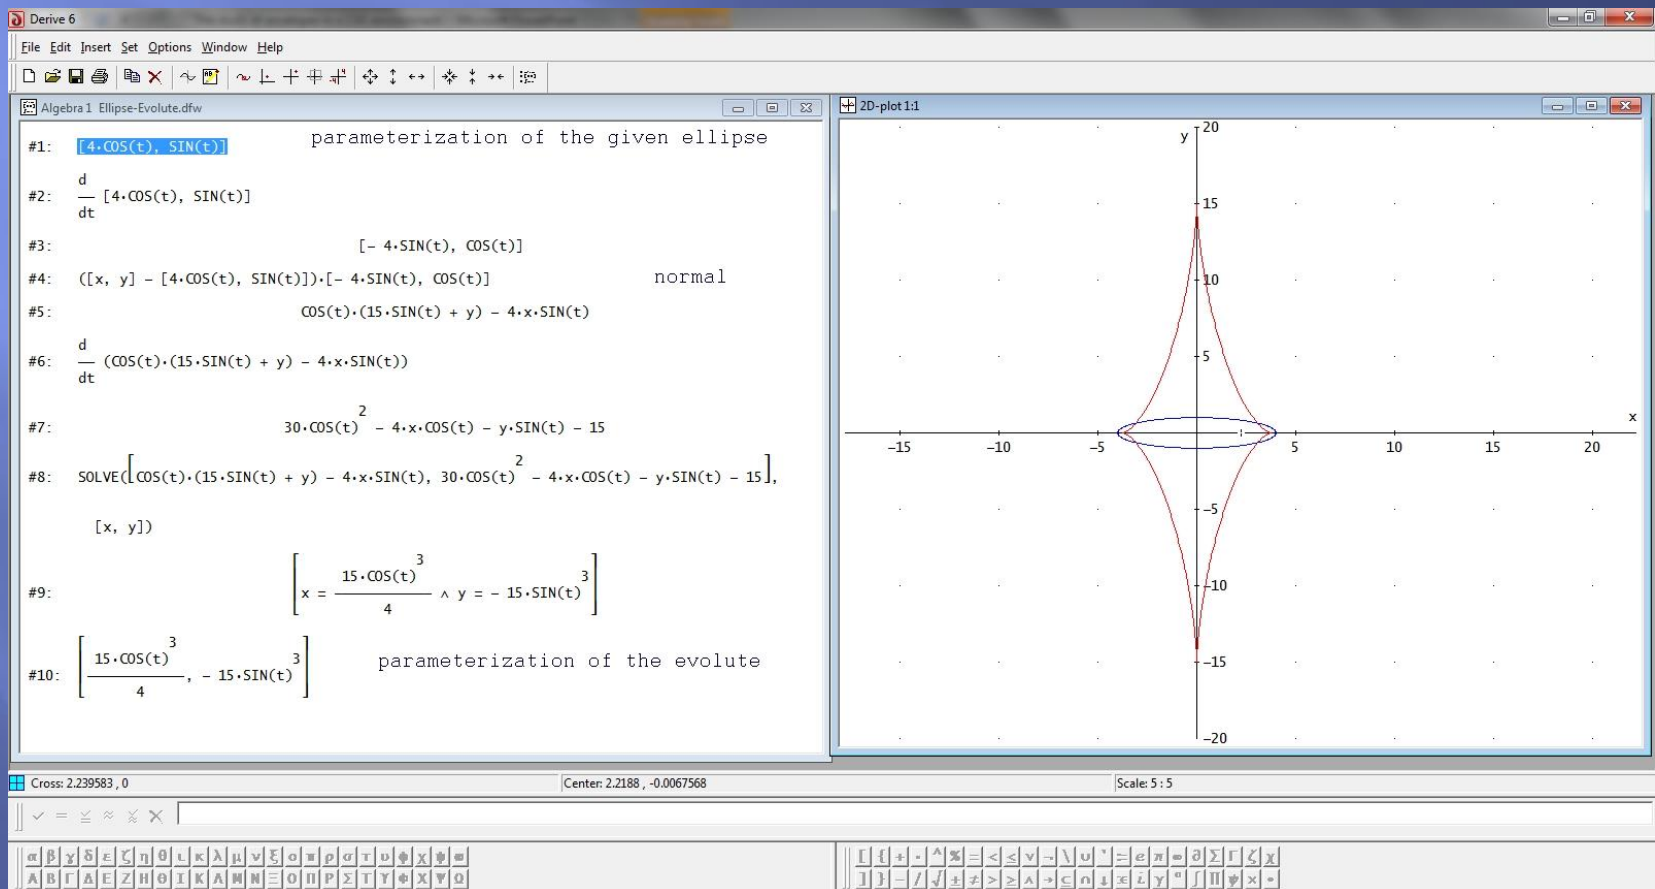 Derive 6
File Edit Insert Set Options Window Help
Algebra 1 Ellipse-Evolute.dfw
#1: [4·COS(t), SIN(t)] parameterization of the given ellipse
#2: d/dt [4·COS(t), SIN(t)]
#3: [- 4·SIN(t), COS(t)]
#4: ([x, y] - [4·COS(t), SIN(t)])·[- 4·SIN(t), COS(t)] normal
#5: COS(t)·(15·SIN(t) + y) - 4·x·SIN(t)
#6: d/dt (COS(t)·(15·SIN(t) + y) - 4·x·SIN(t))
#7: 30·COS(t)^2 - 4·x·COS(t) - y·SIN(t) - 15
#8: SOLVE([COS(t)·(15·SIN(t) + y) - 4·x·SIN(t), 30·COS(t)^2 - 4·x·COS(t) - y·SIN(t) - 15],
[x, y])
#9: [x = 15·COS(t)^3/4 ∧ y = - 15·SIN(t)^3]
#10: [15·COS(t)^3/4, - 15·SIN(t)^3] parameterization of the evolute
2D-plot 1:1
y
20
15
10
5
x
-15 -10 -5 5 10 15 20
-5
-10
-15
-20
Cross: 2.239583 , 0
Center: 2.2188 , -0.0067568
Scale: 5 : 5
α β γ δ ε ζ η θ ι κ λ μ ν ξ ο π ρ σ τ υ φ χ ψ ω
Α Β Γ Δ Ε Ζ Η Θ Ι Κ Λ Μ Ν Ξ Ο Π Ρ Σ Τ Υ Φ Χ Ψ Ω